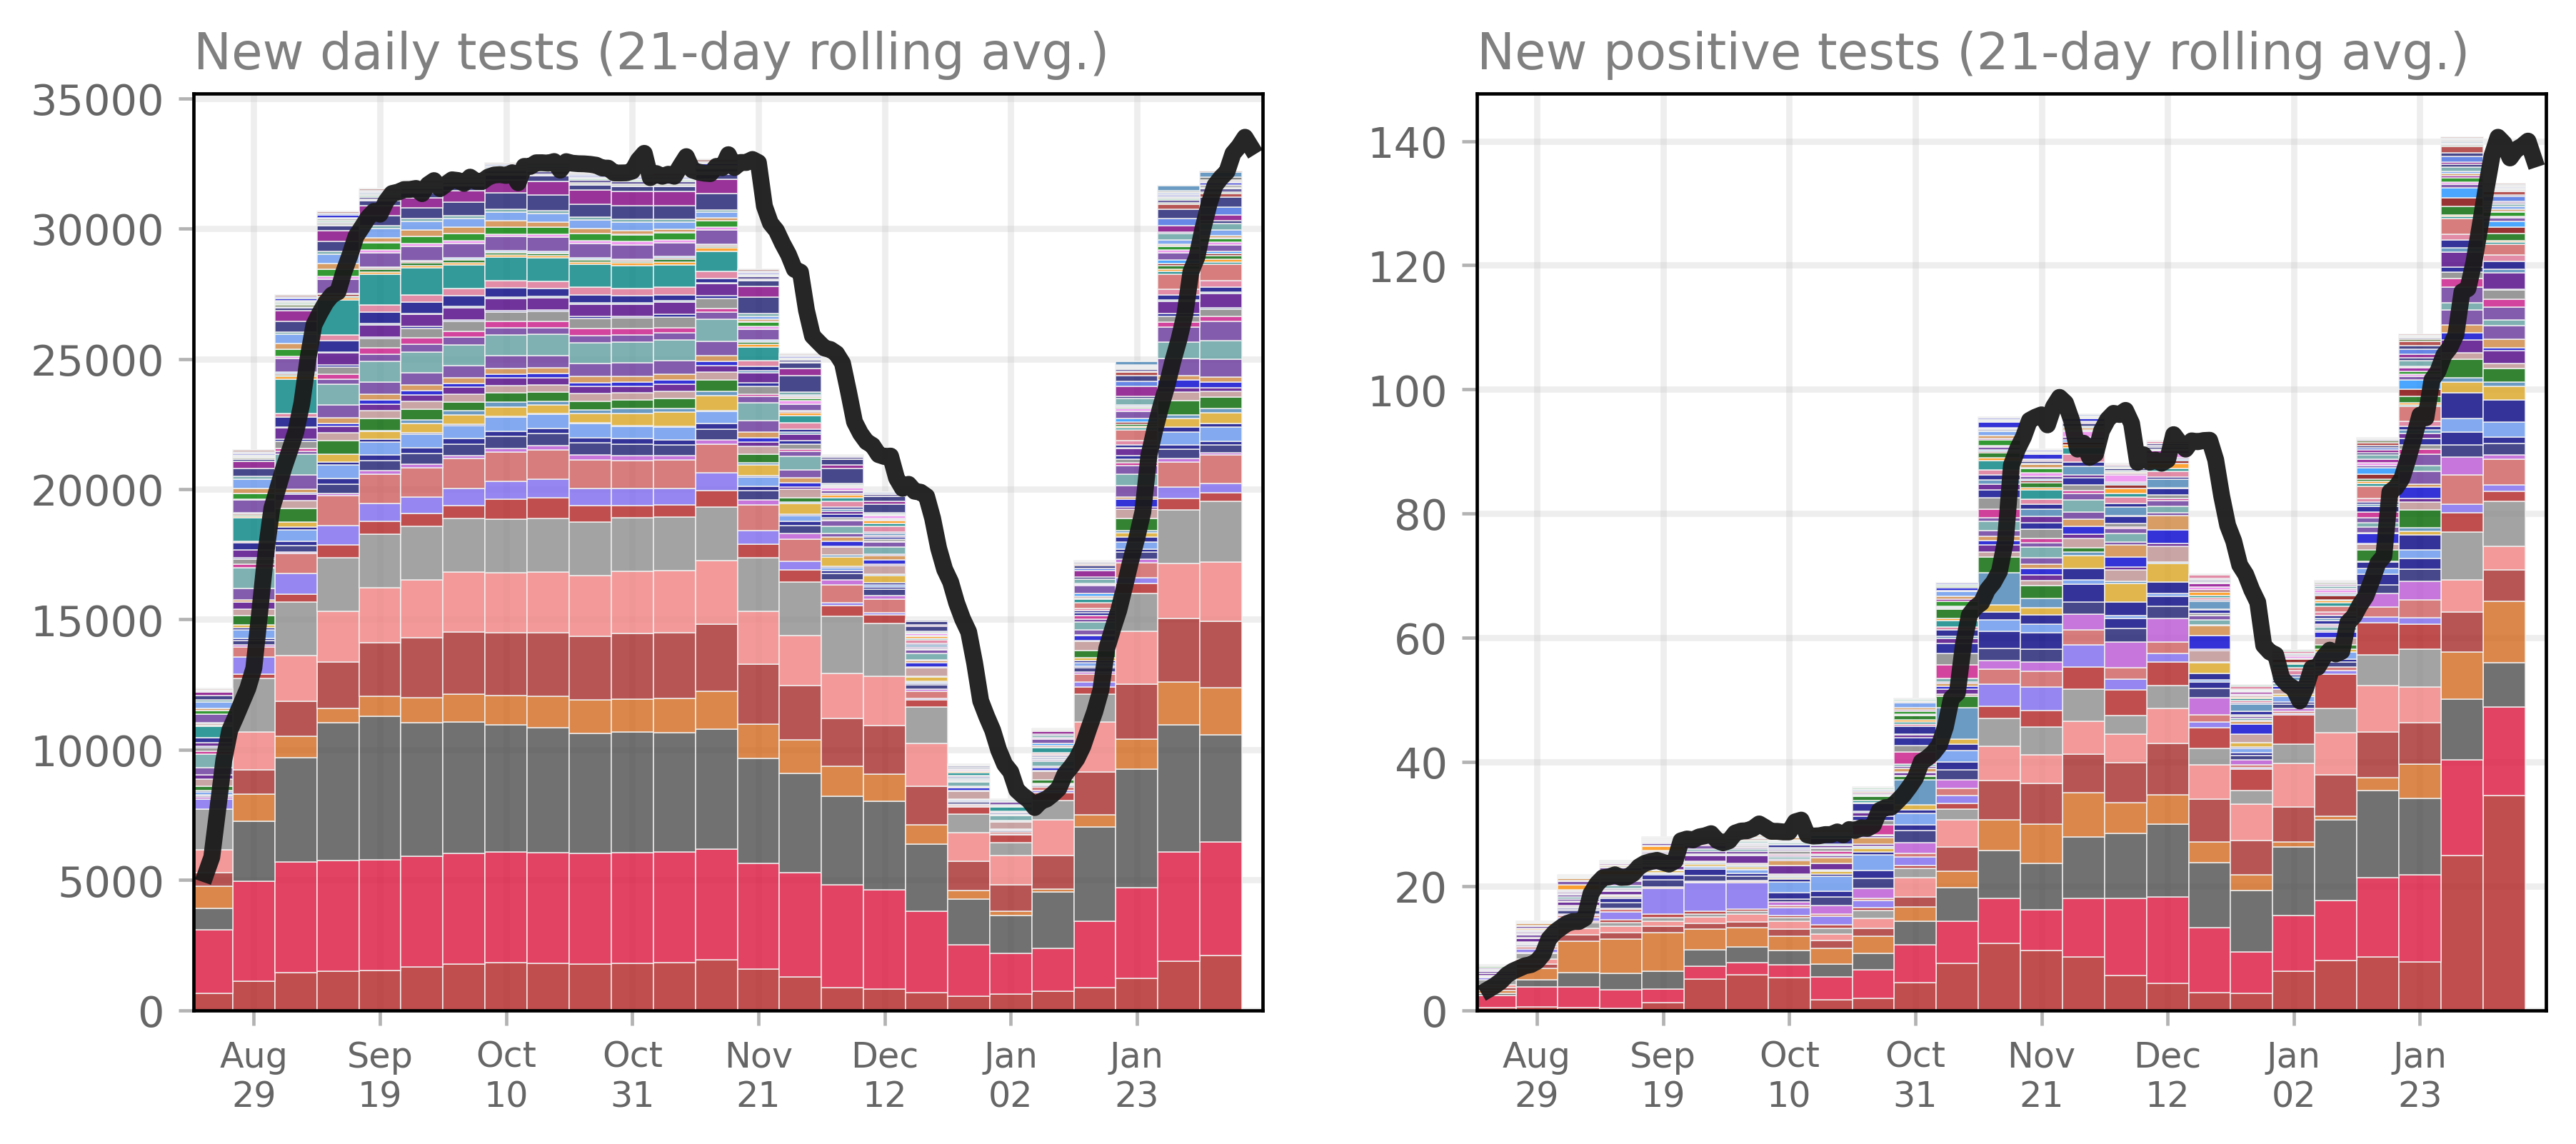 New daily tests (21-day rolling avg.)
35000
30000
25000
20000
15000
10000
5000
0
Aug 29
Sep 19
Oct 10
Oct 31
Nov 21
Dec 12
Jan 02
Jan 23
New positive tests (21-day rolling avg.)
140
120
100
80
60
40
20
0
Aug 29
Sep 19
Oct 10
Oct 31
Nov 21
Dec 12
Jan 02
Jan 23